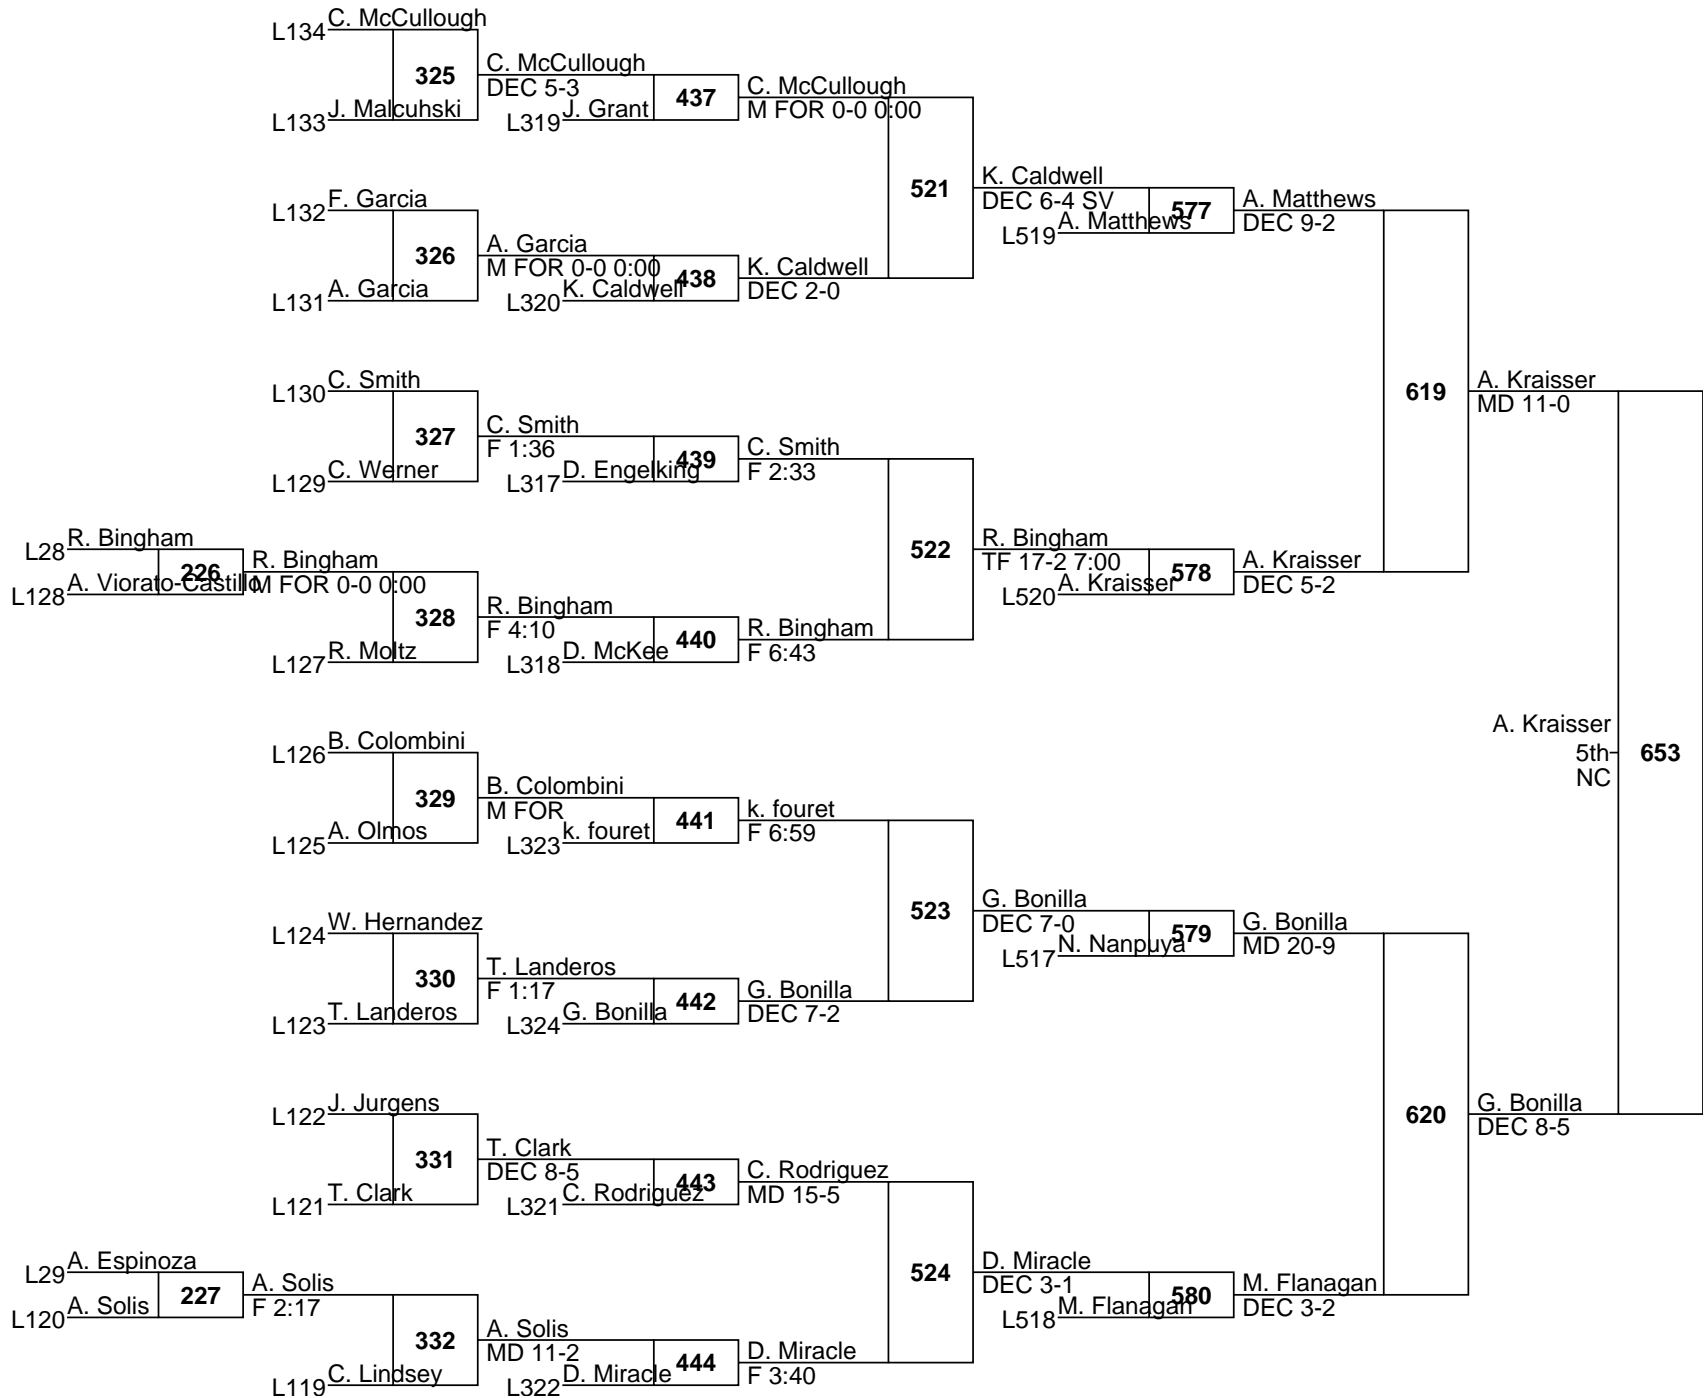 C. McCullough
L134
C. McCullough
325
DEC 5-3
C. McCullough
437
M FOR 0-0 0:00
J. Malcuhski
L133
J. Grant
L319
K. Caldwell
521
DEC 6-4 SV
F. Garcia
L132
A. Matthews
577
DEC 9-2
A. Matthews
L519
A. Garcia
326
M FOR 0-0 0:00
K. Caldwell
438
DEC 2-0
A. Garcia
L131
K. Caldwell
L320
C. Smith
L130
A. Kraisser
619
MD 11-0
C. Smith
327
F 1:36
C. Smith
439
F 2:33
C. Werner
L129
D. Engelking
L317
R. Bingham
L28
R. Bingham
226
M FOR 0-0 0:00
A. Viorato-Castillo
L128
R. Bingham
522
TF 17-2 7:00
A. Kraisser
578
DEC 5-2
A. Kraisser
L520
R. Bingham
328
F 4:10
R. Bingham
440
F 6:43
R. Moltz
L127
D. McKee
L318
B. Colombini
L126
A. Kraisser
5th
NC
653
B. Colombini
329
M FOR
k. fouret
441
F 6:59
A. Olmos
L125
k. fouret
L323
W. Hernandez
L124
G. Bonilla
523
DEC 7-0
G. Bonilla
579
MD 20-9
N. Nanpuya
L517
T. Landeros
330
F 1:17
G. Bonilla
442
DEC 7-2
T. Landeros
L123
G. Bonilla
L324
J. Jurgens
L122
G. Bonilla
620
DEC 8-5
T. Clark
331
DEC 8-5
C. Rodriguez
443
MD 15-5
T. Clark
L121
C. Rodriguez
L321
A. Espinoza
L29
A. Solis
227
F 2:17
A. Solis
L120
D. Miracle
524
DEC 3-1
M. Flanagan
580
DEC 3-2
M. Flanagan
L518
A. Solis
332
MD 11-2
D. Miracle
444
F 3:40
C. Lindsey
L119
D. Miracle
L322